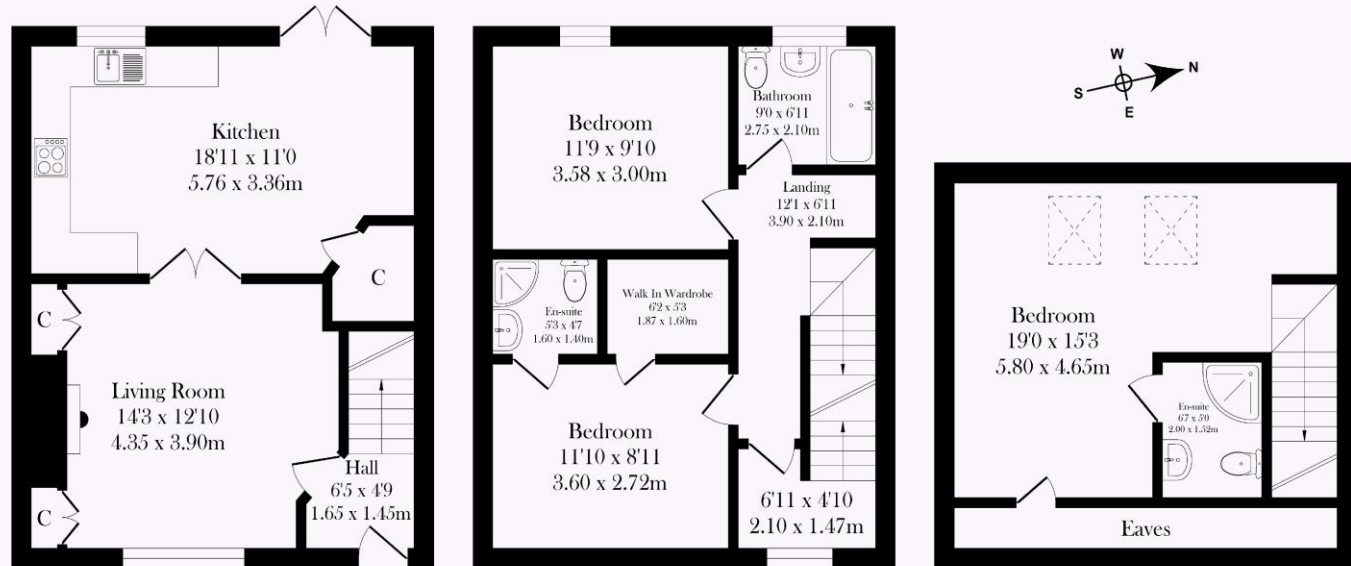 Kitchen
18'11 x 11'0
5.76 x 3.36m
C
C
Living Room
14'3 x 12'10
4.35 x 3.90m
C
Hall
6'5 x 4'9
1.65 x 1.45m
Bedroom
11'9 x 9'10
3.58 x 3.00m
Bathroom
9'0 x 6'11
2.75 x 2.10m
Landing
12'1 x 6'11
3.90 x 2.10m
En-suite
5'3 x 4'7
1.60 x 1.40m
Walk In Wardrobe
6'2 x 5'3
1.87 x 1.60m
Bedroom
11'10 x 8'11
3.60 x 2.72m
6'11 x 4'10
2.10 x 1.47m
W
N
S
E
Bedroom
19'0 x 15'3
5.80 x 4.65m
En-suite
6'7 x 5'0
2.00 x 1.52m
Eaves